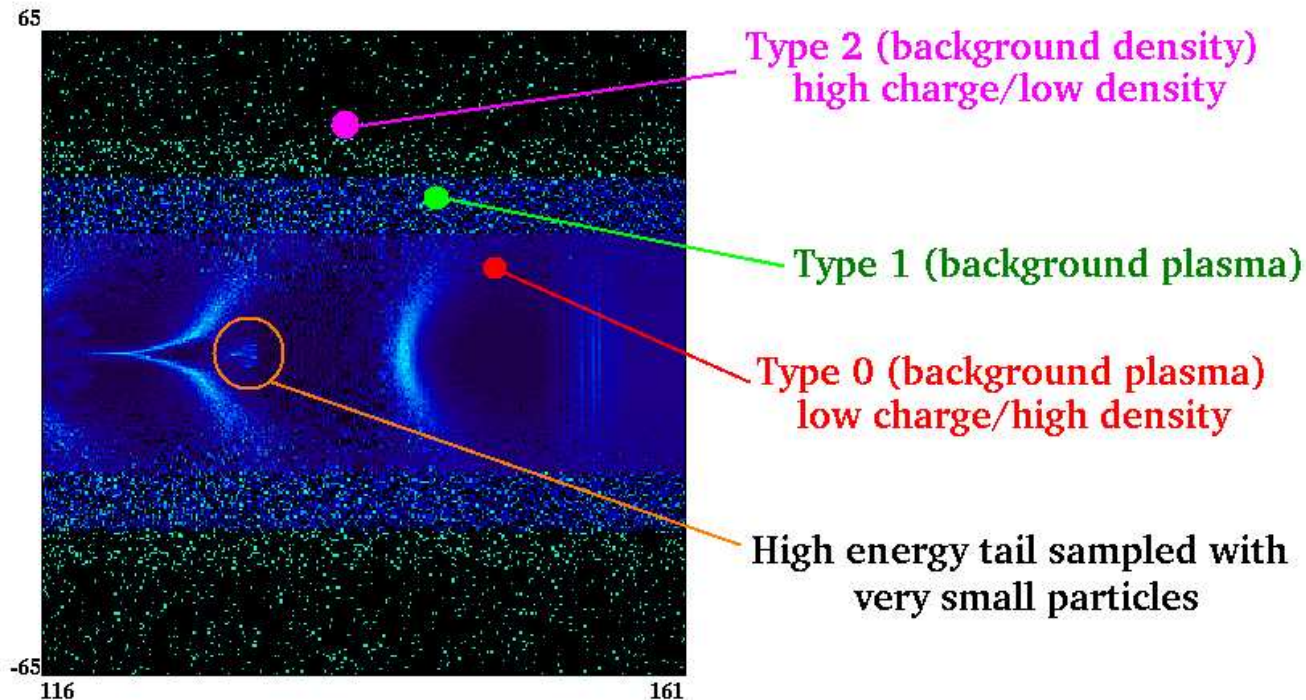 65
Type 2 (background density)
high charge/low density
Type 1 (background plasma)
Type 0 (background plasma)
low charge/high density
High energy tail sampled with
very small particles
-65
116
161